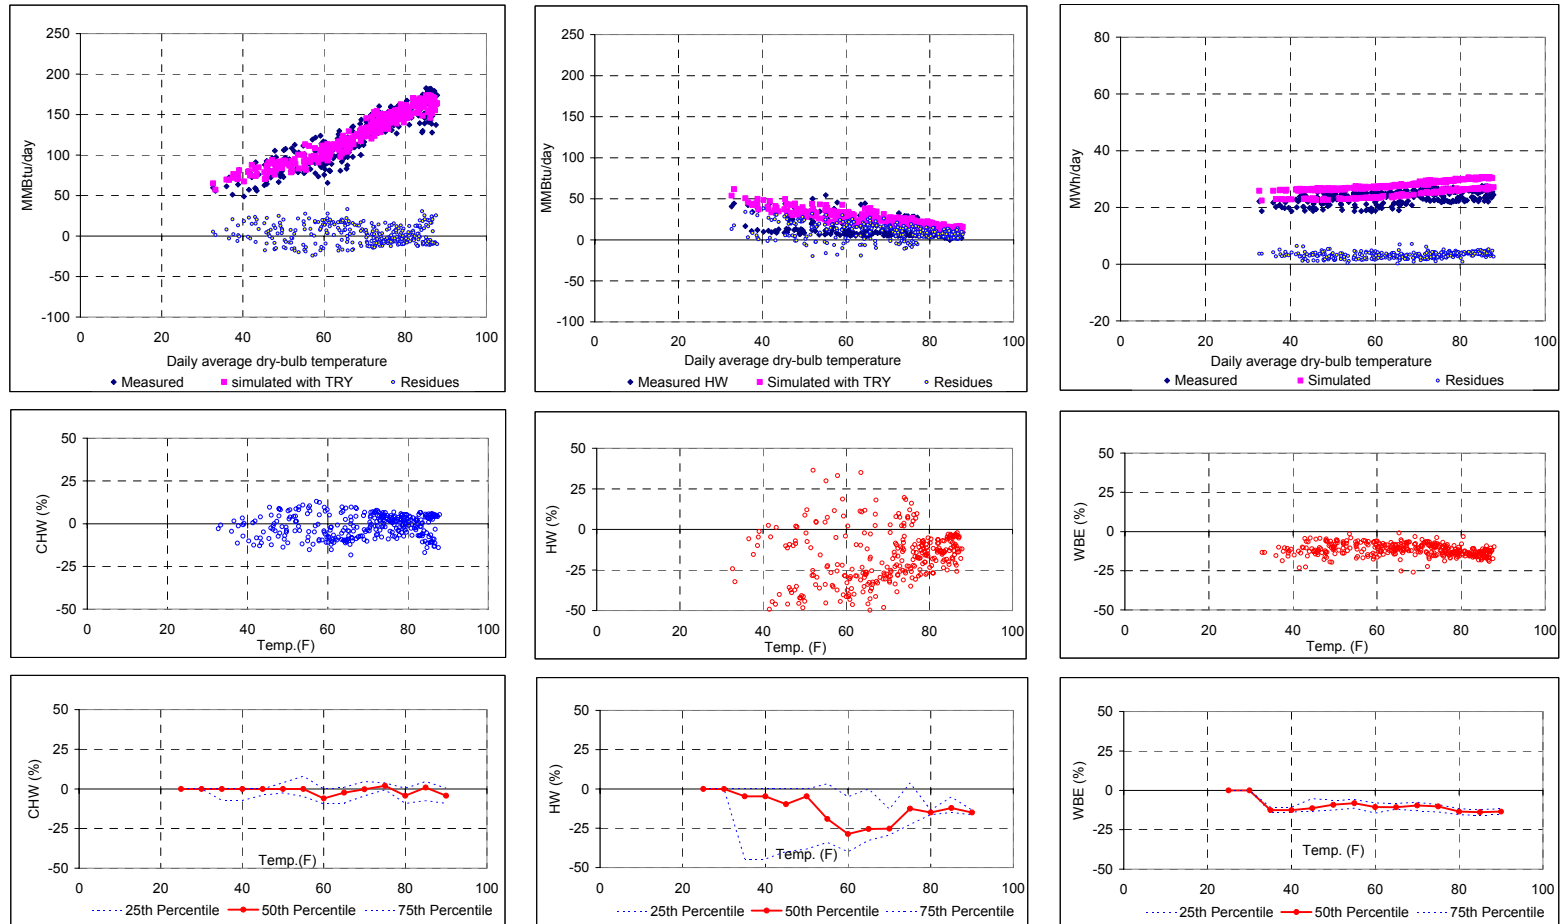 250
200
150
100
50
0
-50
-100
MMBtu/day
0 20 40 60 80 100
Daily average dry-bulb temperature
Measured simulated with TRY Residues
250
200
150
100
50
0
-50
-100
MMBtu/day
0 20 40 60 80 100
Daily average dry-bulb temperature
Measured HW Simulated with TRY Residues
80
60
40
20
0
-20
MWh/day
0 20 40 60 80 100
Daily average dry-bulb temperature
Measured Simulated Residues
50
25
0
-25
-50
CHW (%)
0 20 40 60 80 100
Temp.(F)
50
25
0
-25
-50
HW (%)
0 20 40 60 80 100
Temp. (F)
50
25
0
-25
-50
WBE (%)
0 20 40 60 80 100
Temp. (F)
50
25
0
-25
-50
CHW (%)
0 20 40 60 80 100
Temp.(F)
25th Percentile 50th Percentile 75th Percentile
50
25
0
-25
-50
HW (%)
0 20 40 60 80 100
Temp. (F)
25th Percentile 50th Percentile 75th Percentile
50
25
0
-25
-50
WBE (%)
0 20 40 60 80 100
Temp. (F)
25th Percentile 50th Percentile 75th Percentile